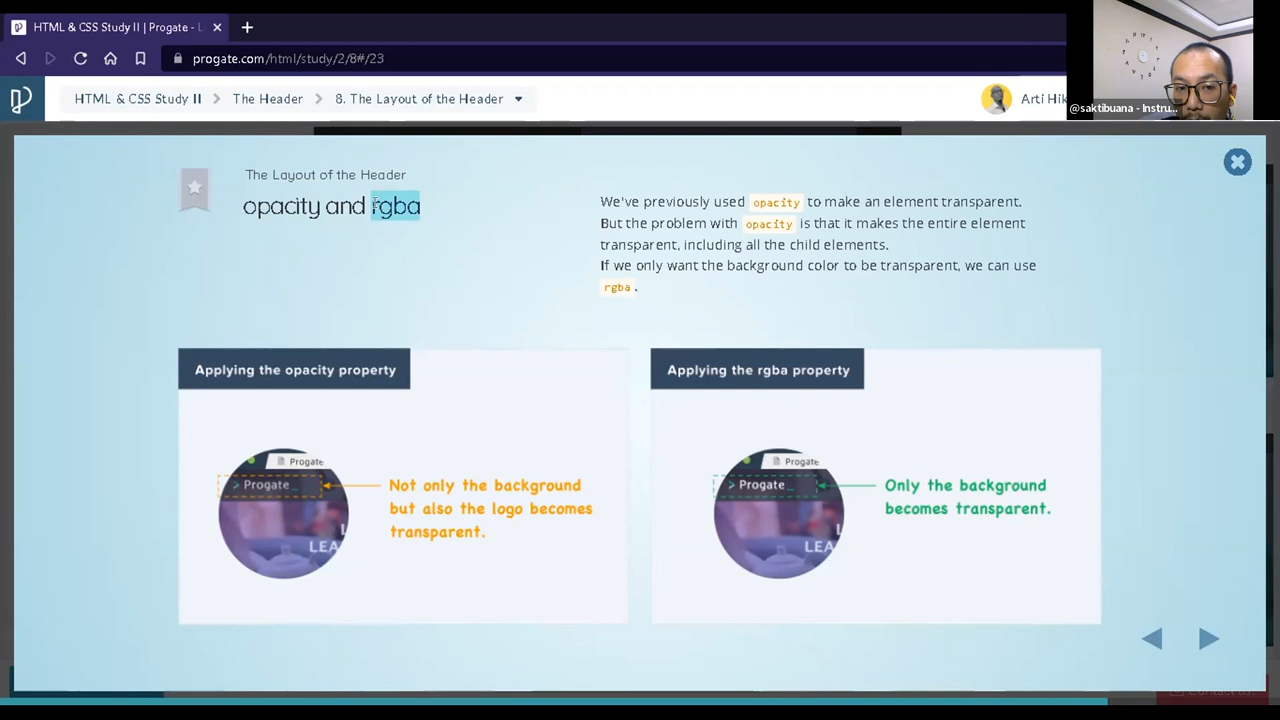 HTML & CSS Study II | Progate - L
progate.com/html/study/2/8#/23
HTML & CSS Study II
The Header
8. The Layout of the Header
Arti Hik
@saktibuana - Instru...
The Layout of the Header
opacity and rgba
We've previously used opacity to make an element transparent.
But the problem with opacity is that it makes the entire element
transparent, including all the child elements.
If we only want the background color to be transparent, we can use
rgba.
Applying the opacity property
Progate
> Progate_
LEA
Not only the background
but also the logo becomes
transparent.
Applying the rgba property
Progate
> Progate_
LEA
Only the background
becomes transparent.
Contact us